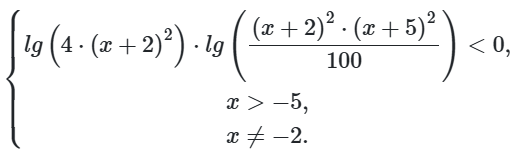 lg(4 · (x + 2)²) · lg((x + 2)² · (x + 5)² / 100) < 0,
x > −5,
x ≠ −2.